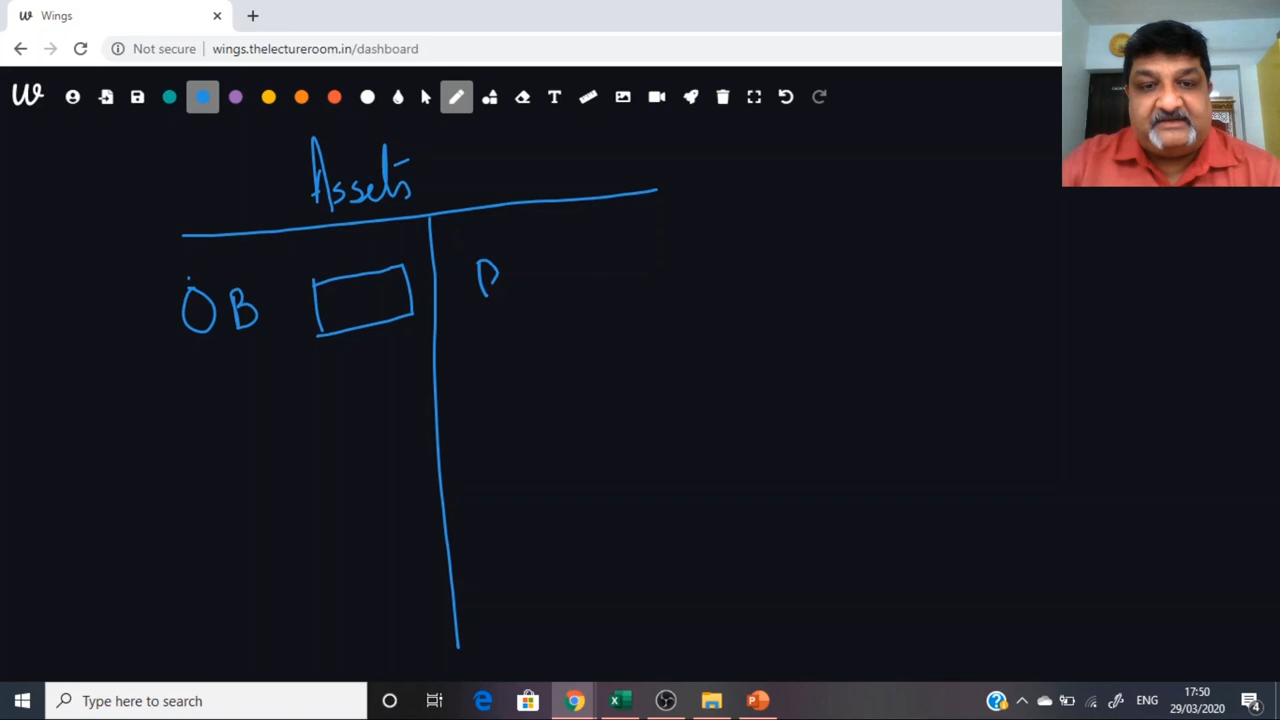 Wings
Not secure | wings.thelectureroom.in/dashboard
W
T
Assets
OB
P
Type here to search
ENG
17:50
29/03/2020
4